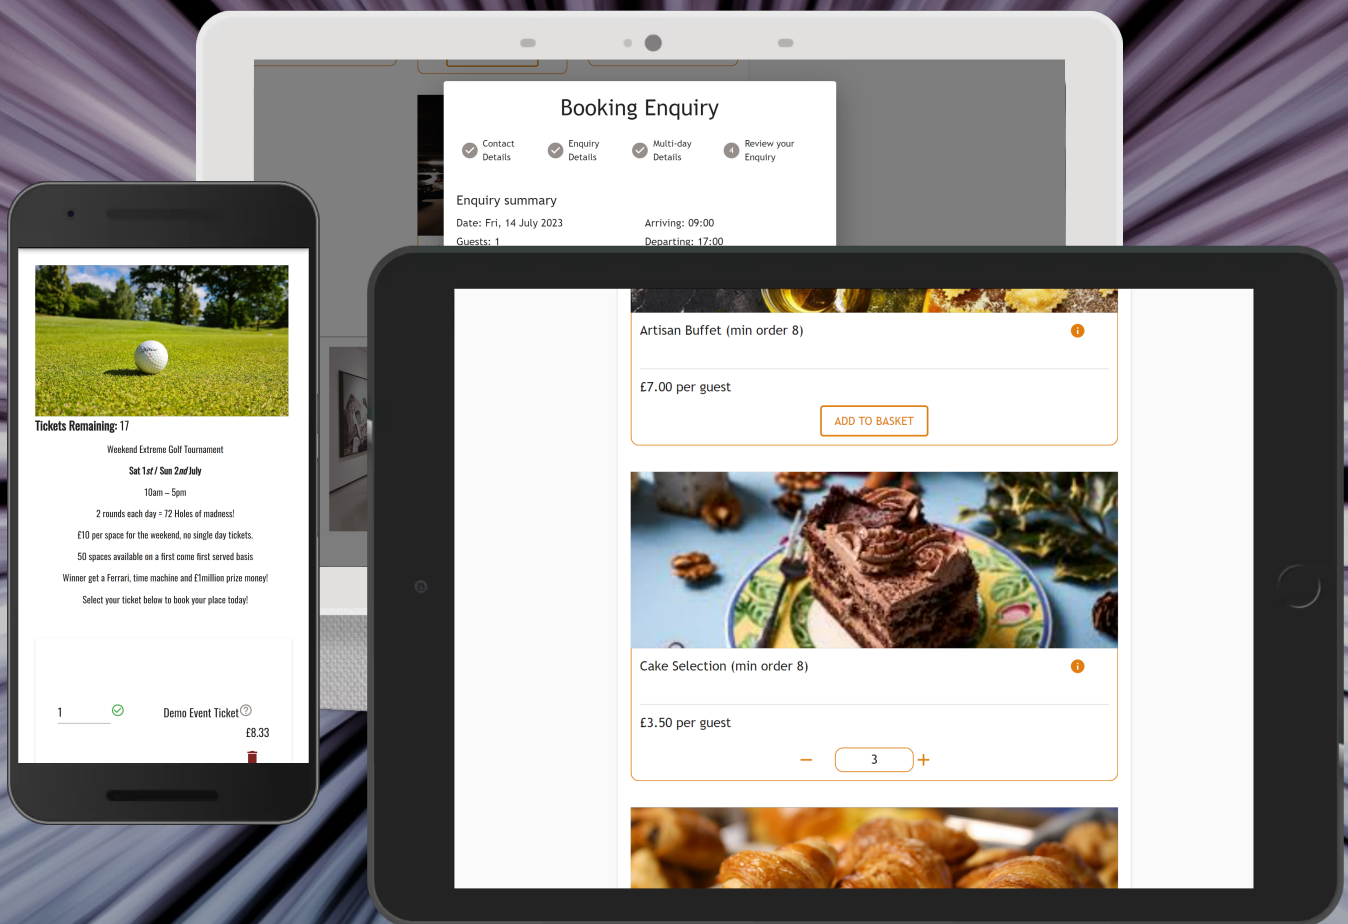 Booking Enquiry
Contact
Details
Enquiry
Details
Multi-day
Details
4
Review your
Enquiry
Enquiry summary
Date: Fri, 14 July 2023
Arriving: 09:00
Guests: 1
Departing: 17:00
Tickets Remaining: 17
Weekend Extreme Golf Tournament
Sat 1st / Sun 2nd July
10am – 5pm
2 rounds each day = 72 Holes of madness!
£10 per space for the weekend, no single day tickets.
50 spaces available on a first come first served basis
Winner get a Ferrari, time machine and £1million prize money!
Select your ticket below to book your place today!
1
Demo Event Ticket ?
£8.33
Artisan Buffet (min order 8)
i
£7.00 per guest
ADD TO BASKET
Cake Selection (min order 8)
i
£3.50 per guest
− 3 +